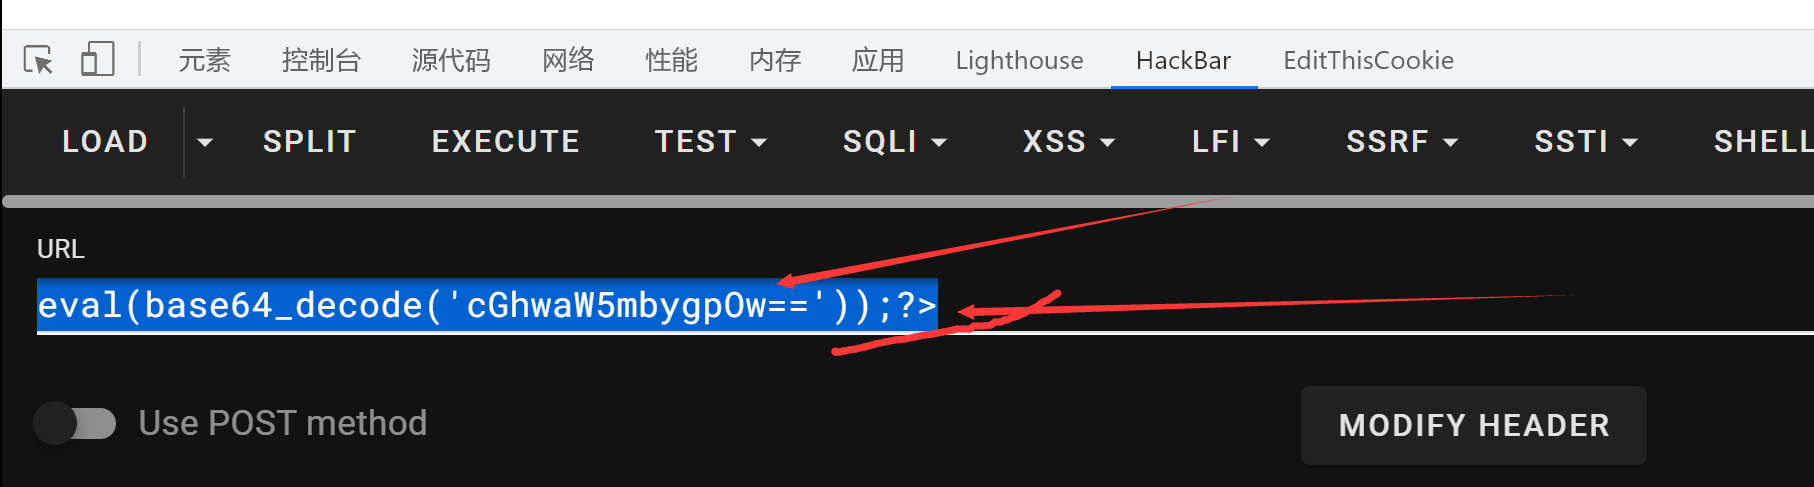 元素 控制台 源代码 网络 性能 内存 应用 Lighthouse HackBar EditThisCookie
LOAD SPLIT EXECUTE TEST SQLI XSS LFI SSRF SSTI SHELL
URL
eval(base64_decode('cGhwaW5mbygpOw=='));?>
Use POST method MODIFY HEADER